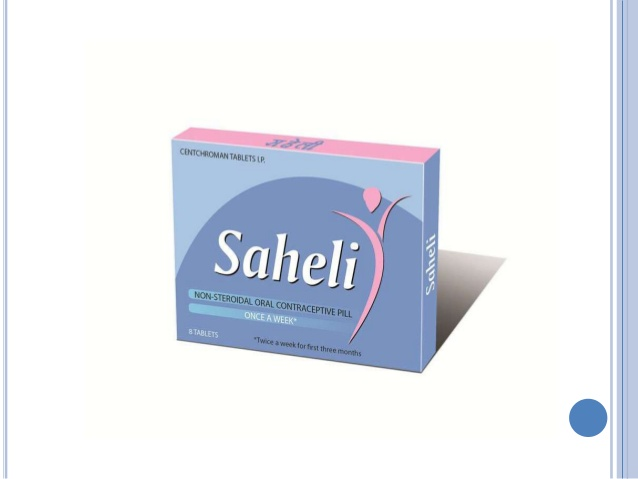 सहेली
CENTCHROMAN TABLETS I.P.
Saheli
Saheli
NON-STEROIDAL ORAL CONTRACEPTIVE PILL
ONCE A WEEK*
8 TABLETS
*Twice a week for first three months